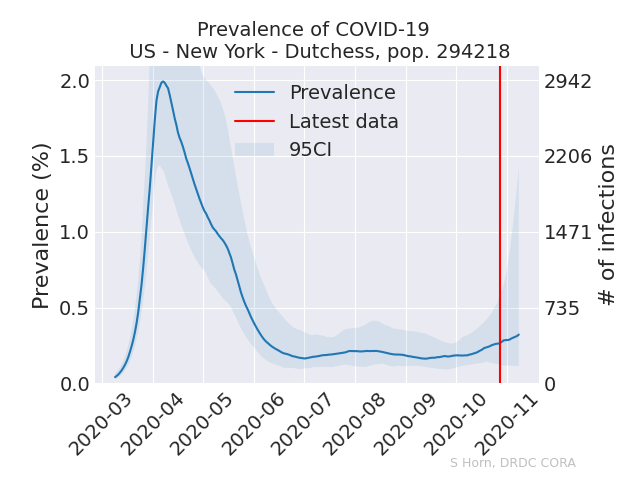 Prevalence of COVID-19
US - New York - Dutchess, pop. 294218
Prevalence (%)
2.0
1.5
1.0
0.5
0.0
Prevalence
Latest data
95CI
5884
2942
2206
1471
735
0
# of infections
2020-03
2020-04
2020-05
2020-06
2020-07
2020-08
2020-09
2020-10
2020-11
S Horn, DRDC CORA